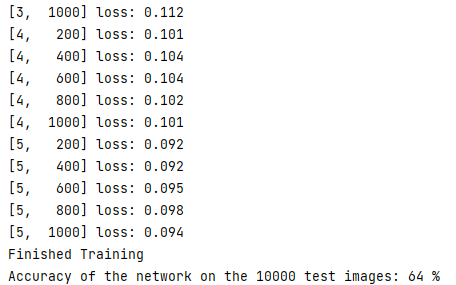 [3,  1000] loss: 0.112
[4,   200] loss: 0.101
[4,   400] loss: 0.104
[4,   600] loss: 0.104
[4,   800] loss: 0.102
[4,  1000] loss: 0.101
[5,   200] loss: 0.092
[5,   400] loss: 0.092
[5,   600] loss: 0.095
[5,   800] loss: 0.098
[5,  1000] loss: 0.094
Finished Training
Accuracy of the network on the 10000 test images: 64 %